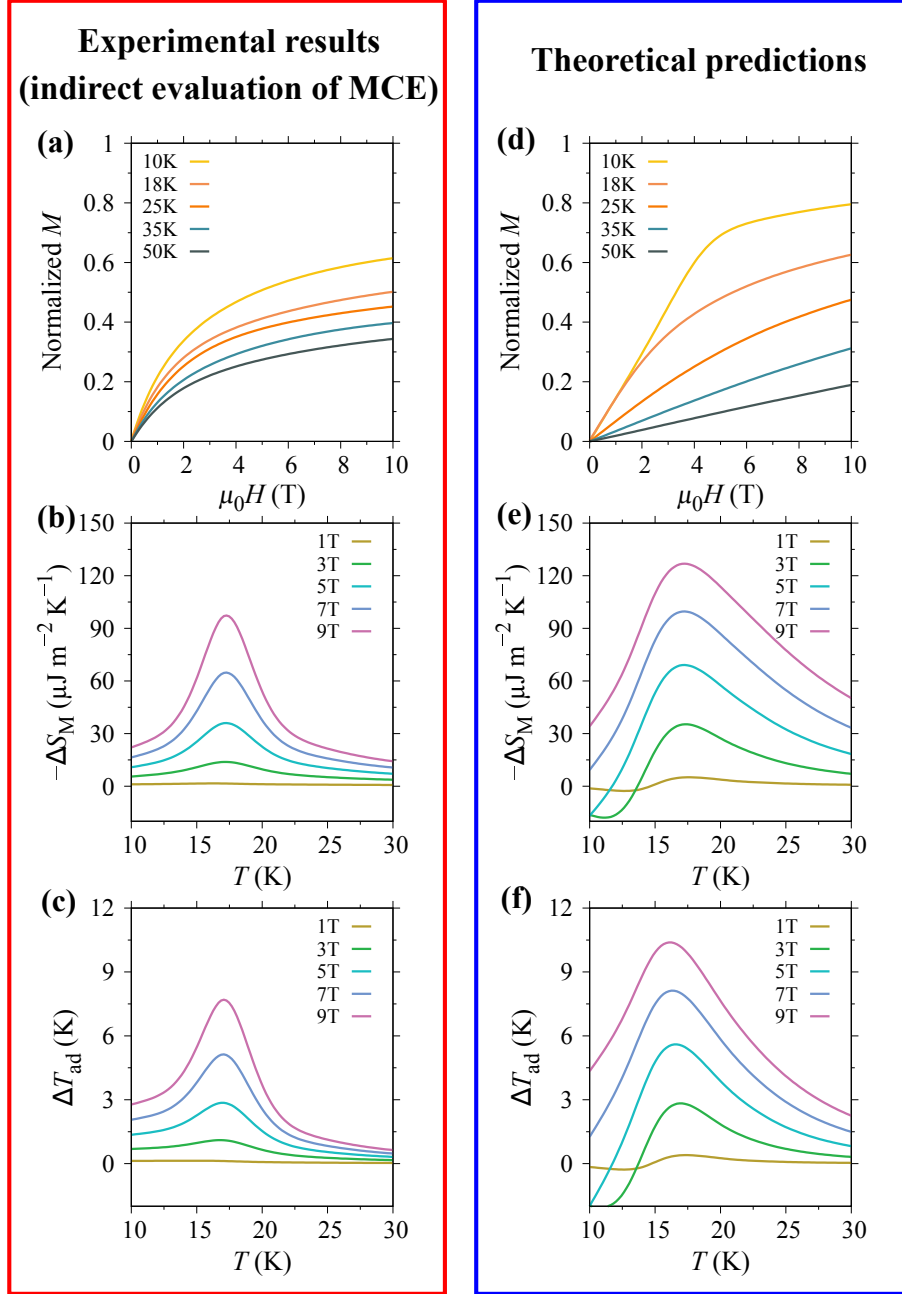 Experimental results
(indirect evaluation of MCE)
(a)
Normalized M
1
0.8
0.6
0.4
0.2
0
10K
18K
25K
35K
50K
0 2 4 6 8 10
μ₀H (T)
(b)
−ΔS_M (μJ m⁻² K⁻¹)
150
120
90
60
30
0
1T
3T
5T
7T
9T
10 15 20 25 30
T (K)
(c)
ΔT_ad (K)
12
9
6
3
0
1T
3T
5T
7T
9T
10 15 20 25 30
T (K)
Theoretical predictions
(d)
Normalized M
1
0.8
0.6
0.4
0.2
0
10K
18K
25K
35K
50K
0 2 4 6 8 10
μ₀H (T)
(e)
−ΔS_M (μJ m⁻² K⁻¹)
150
120
90
60
30
0
1T
3T
5T
7T
9T
10 15 20 25 30
T (K)
(f)
ΔT_ad (K)
12
9
6
3
0
1T
3T
5T
7T
9T
10 15 20 25 30
T (K)